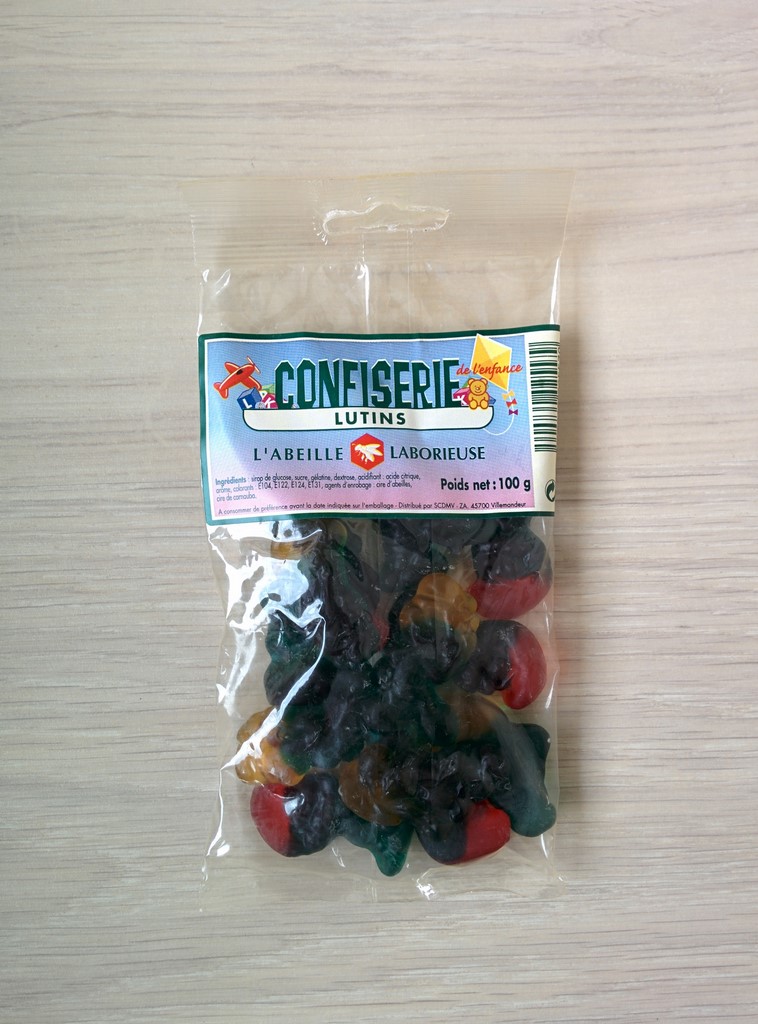 CONFISERIE
de l'enfance
L K K
LUTINS
L'ABEILLE LABORIEUSE
Ingrédients : sirop de glucose, sucre, gélatine, dextrose, acidifiant : acide citrique,
arôme, colorants : E104, E122, E124, E131, agents d'enrobage : cire d'abeilles,
cire de carnauba.
Poids net : 100 g
A consommer de préférence avant la date indiquée sur l'emballage - Distribué par SCDMV - ZA. 45700 Villemandeur